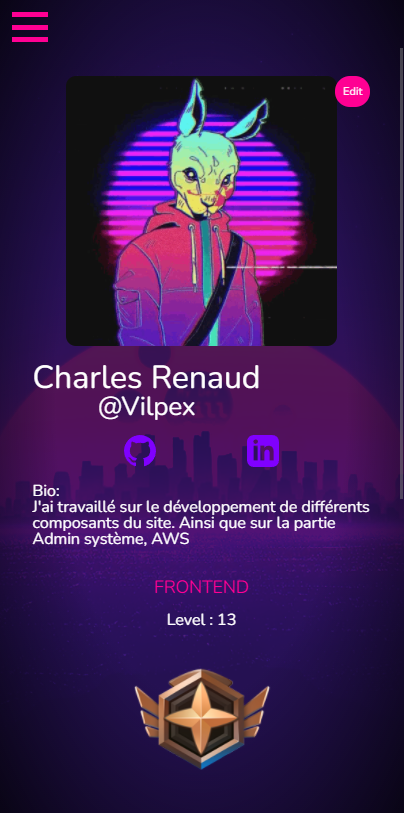 Edit
Charles Renaud
@Vilpex
Bio:
J'ai travaillé sur le développement de différents
composants du site. Ainsi que sur la partie
Admin système, AWS
FRONTEND
Level : 13